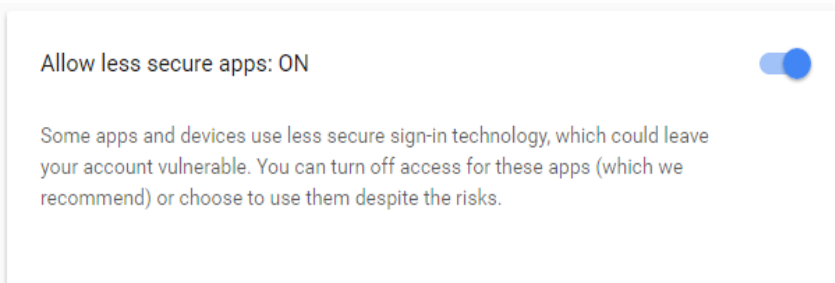 Allow less secure apps: ON
Some apps and devices use less secure sign-in technology, which could leave
your account vulnerable. You can turn off access for these apps (which we
recommend) or choose to use them despite the risks.